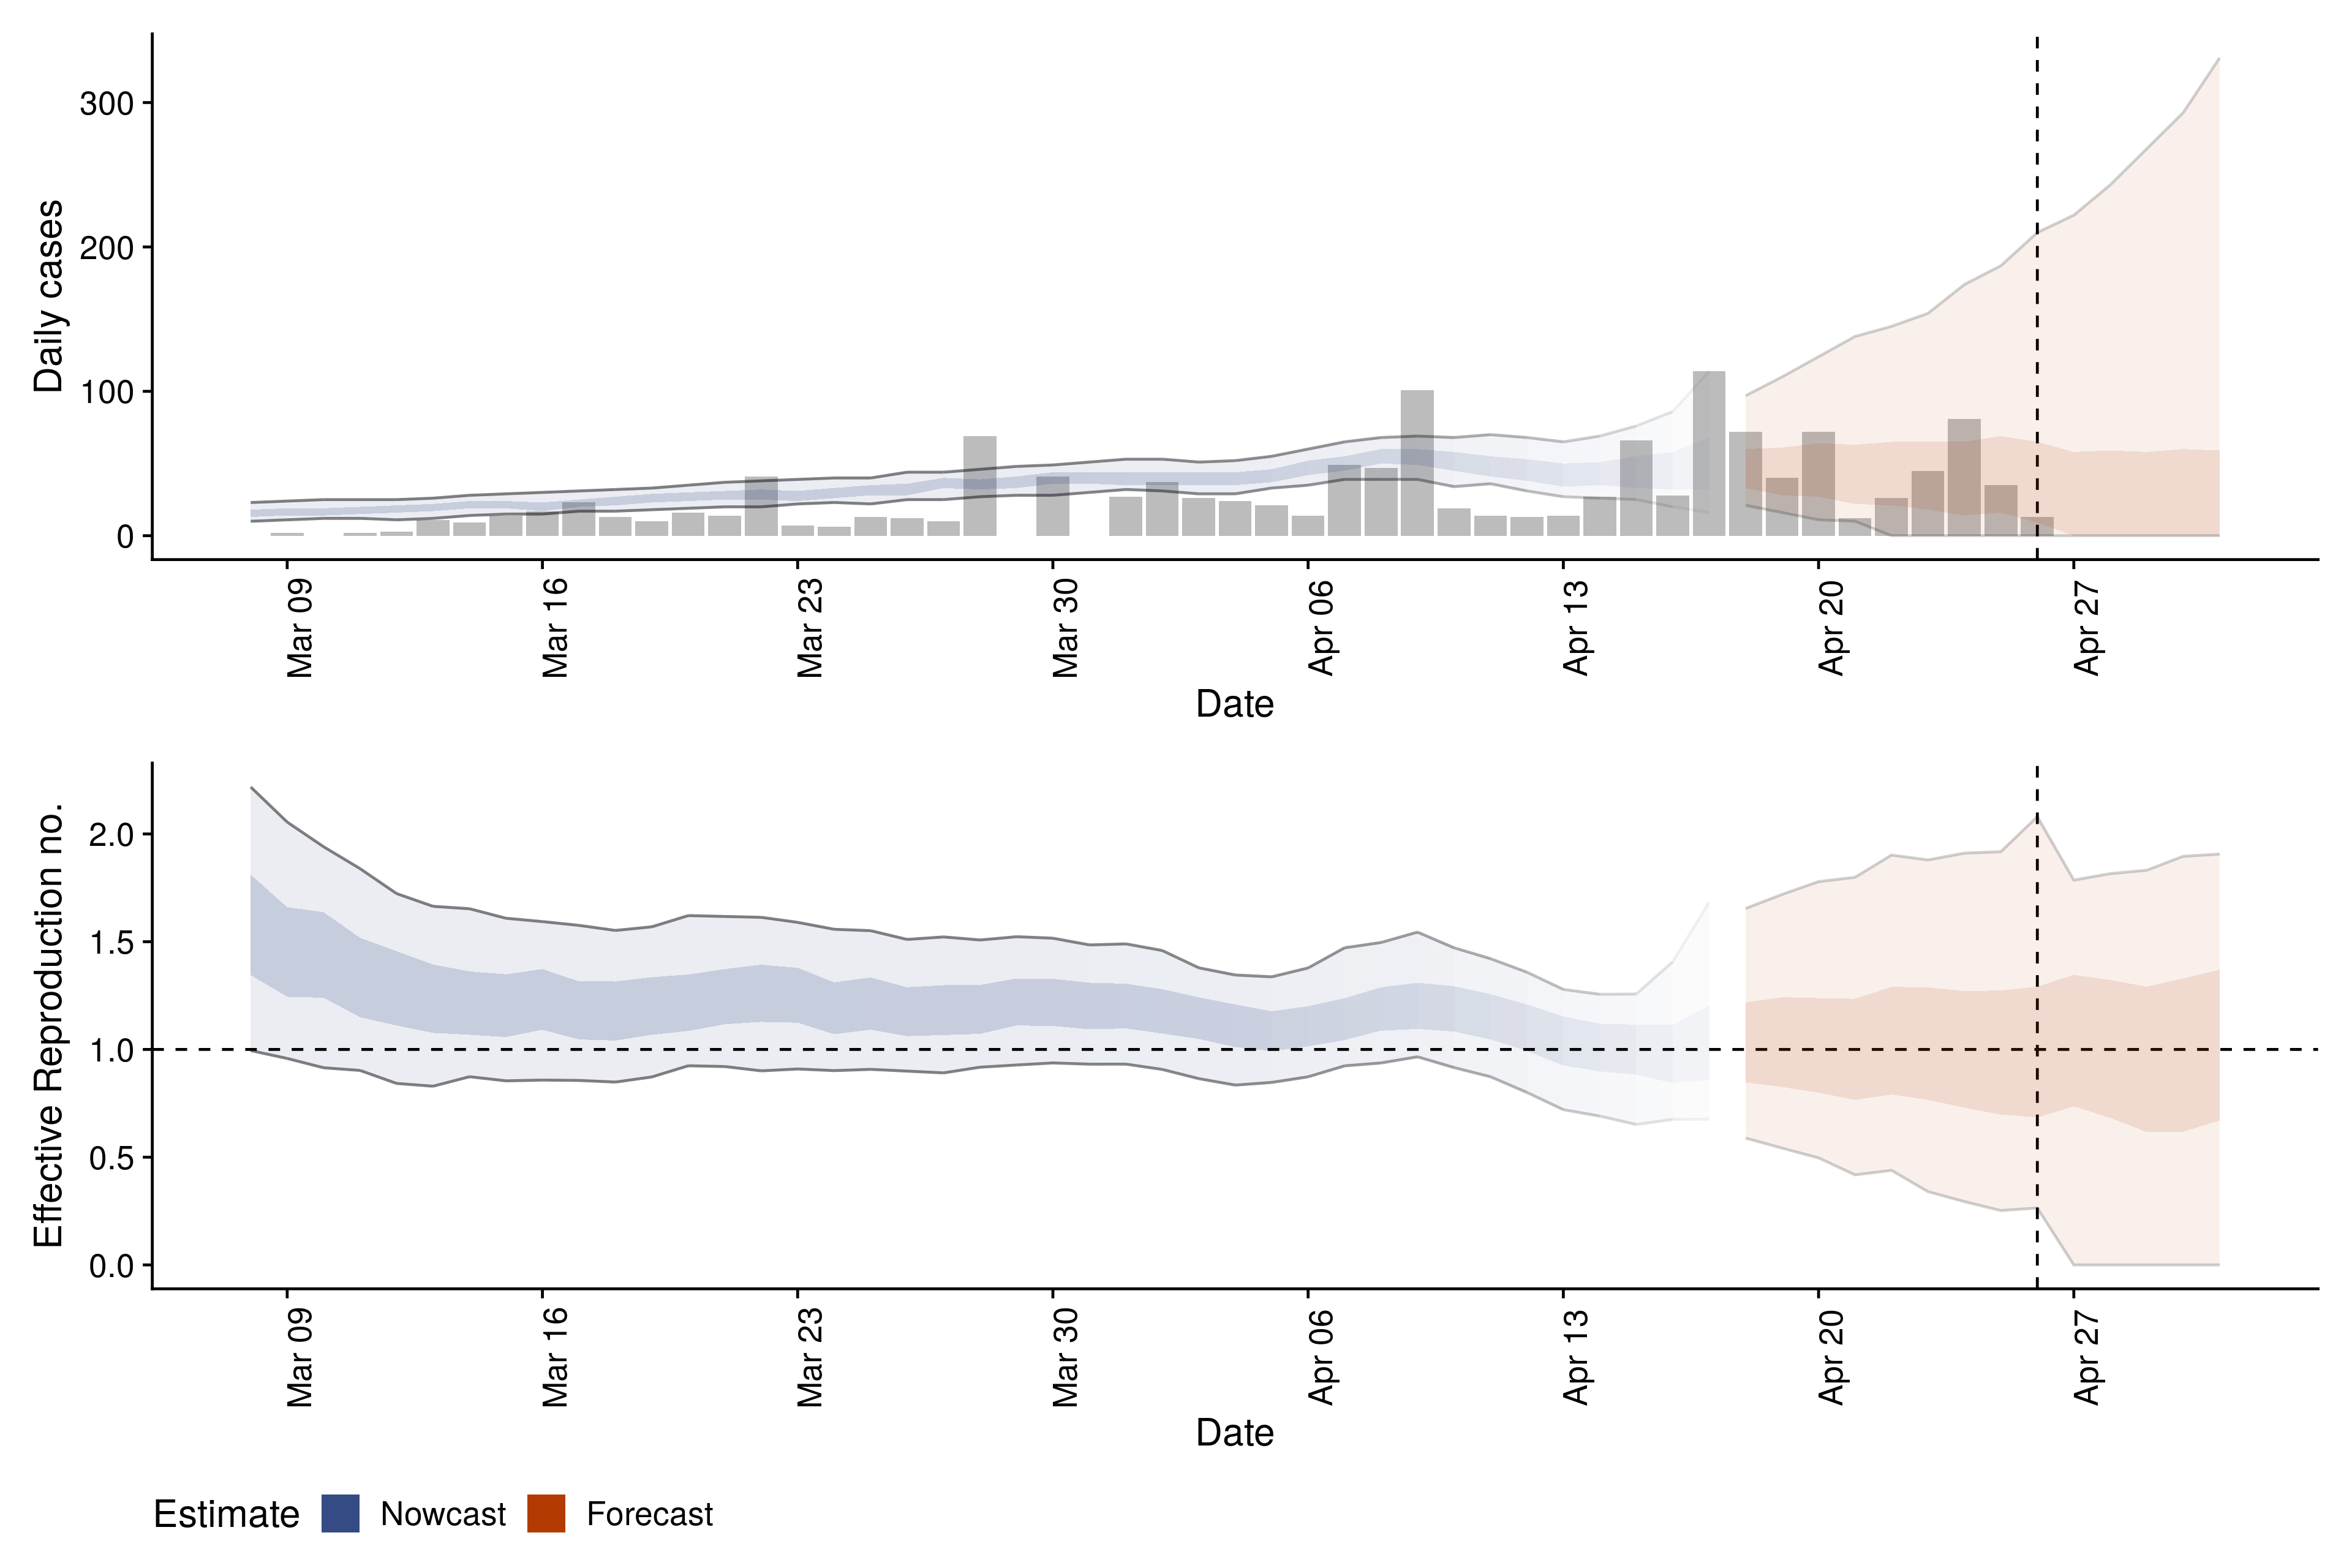 Daily cases
300
200
100
0
Mar 09
Mar 16
Mar 23
Mar 30
Apr 06
Apr 13
Apr 20
Apr 27
Date
Effective Reproduction no.
2.0
1.5
1.0
0.5
0.0
Mar 09
Mar 16
Mar 23
Mar 30
Apr 06
Apr 13
Apr 20
Apr 27
Date
Estimate Nowcast Forecast